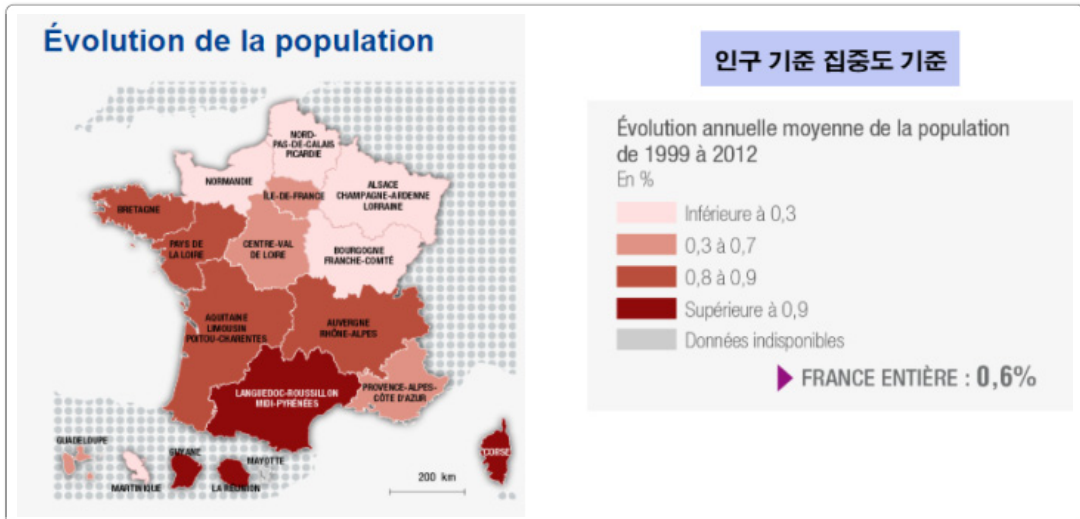 Évolution de la population
NORD-
PAS-DE-CALAIS
PICARDIE
NORMANDIE
ÎLE-DE-FRANCE
ALSACE
CHAMPAGNE-ARDENNE
LORRAINE
BRETAGNE
PAYS DE
LA LOIRE
CENTRE-VAL
DE LOIRE
BOURGOGNE
FRANCHE-COMTÉ
AQUITAINE
LIMOUSIN
POITOU-CHARENTES
AUVERGNE
RHÔNE-ALPES
LANGUEDOC-ROUSSILLON
MIDI-PYRÉNÉES
PROVENCE-ALPES-
CÔTE D'AZUR
GUADELOUPE
MARTINIQUE
GUYANE
LA RÉUNION
MAYOTTE
CORSE
200 km
인구 기준 집중도 기준
Évolution annuelle moyenne de la population
de 1999 à 2012
En %
Inférieure à 0,3
0,3 à 0,7
0,8 à 0,9
Supérieure à 0,9
Données indisponibles
FRANCE ENTIÈRE : 0,6%